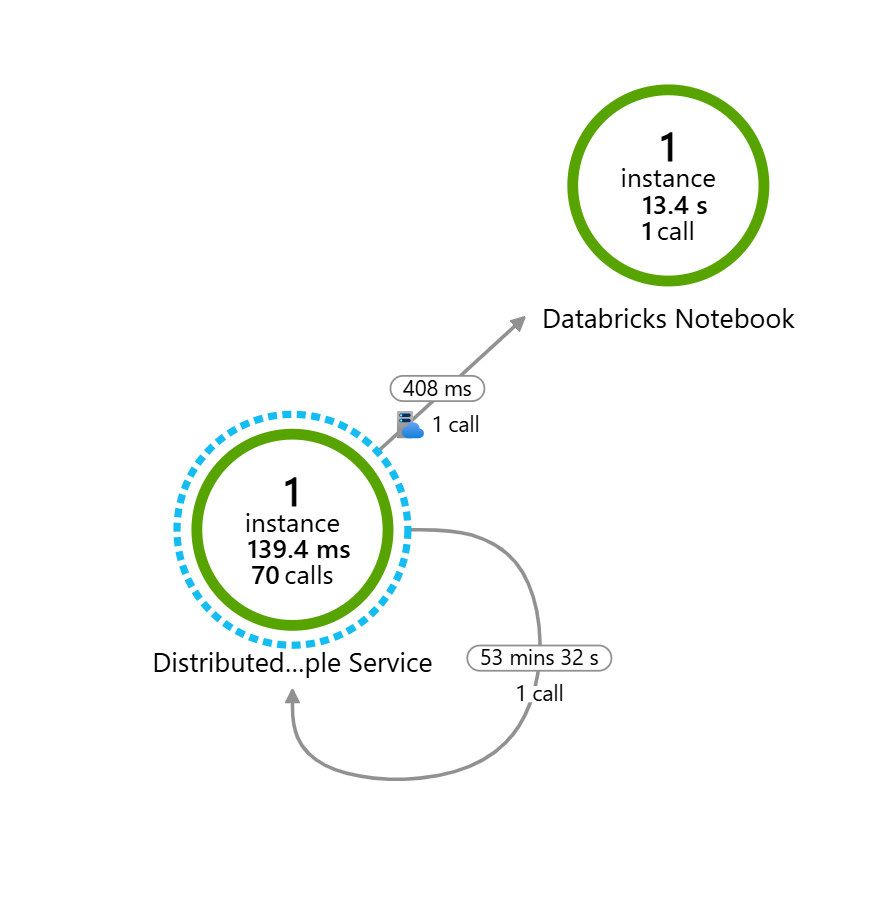 1
instance
13.4 s
1 call
Databricks Notebook
408 ms
1 call
1
instance
139.4 ms
70 calls
Distributed...ple Service
53 mins 32 s
1 call